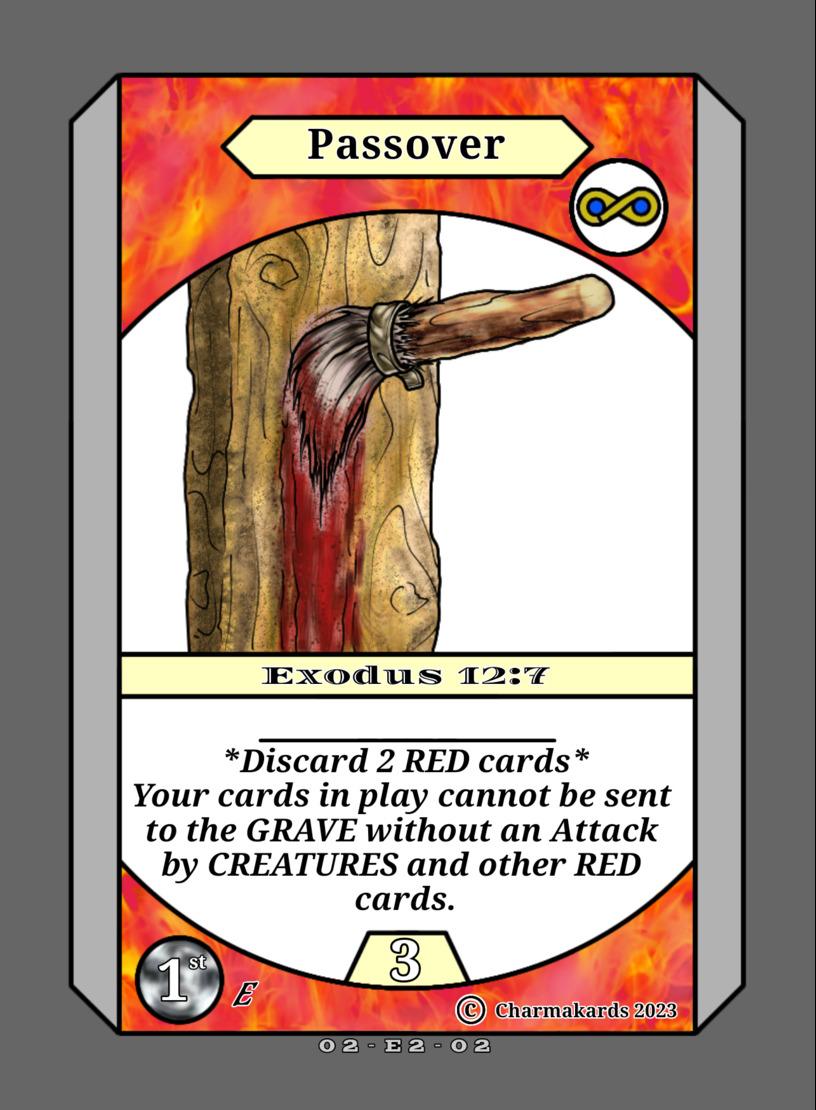 Passover
Exodus 12:7
*Discard 2 RED cards*
Your cards in play cannot be sent
to the GRAVE without an Attack
by CREATURES and other RED
cards.
3
1st
E
© Charmakards 2023
02-E2-02